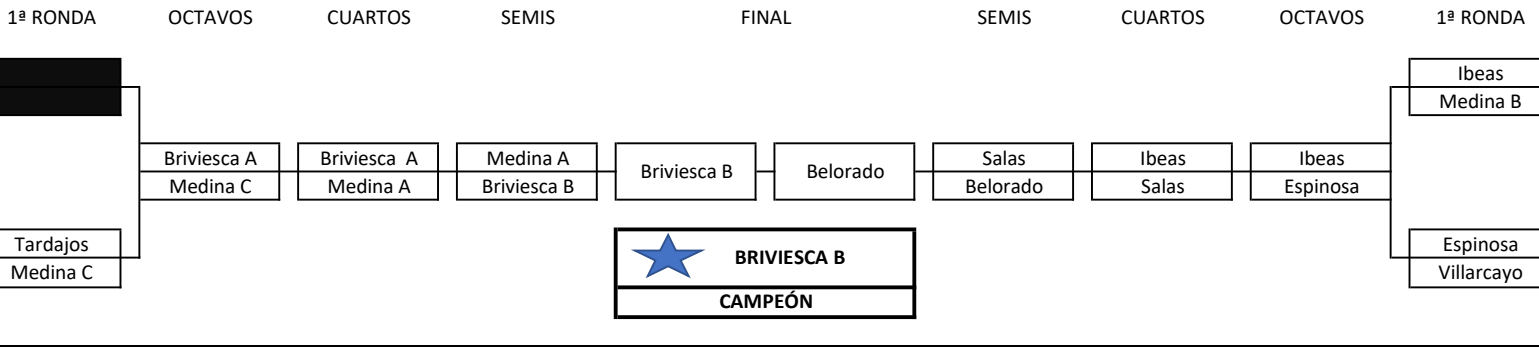 1ª RONDA OCTAVOS CUARTOS SEMIS FINAL SEMIS CUARTOS OCTAVOS 1ª RONDA
Ibeas
Medina B
Briviesca A Briviesca A Medina A Briviesca B Belorado Salas Ibeas Ibeas
Medina C Medina A Briviesca B Belorado Salas Espinosa
Tardajos Espinosa
Medina C Villarcayo
BRIVIESCA B
CAMPEÓN